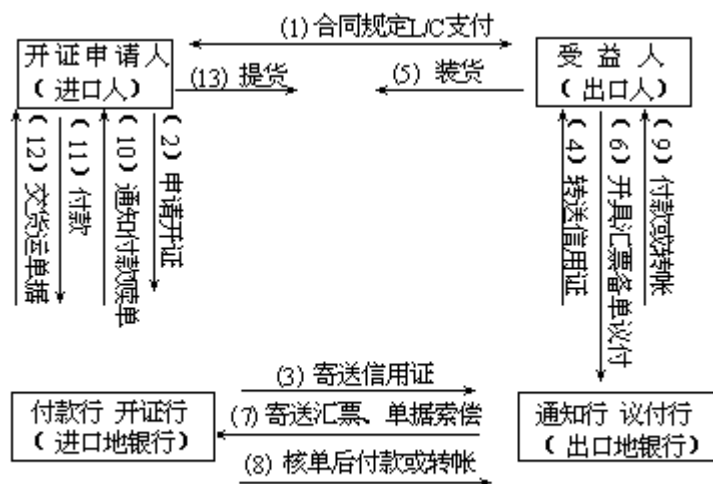 (1) 合同规定L/C支付
开证申请人
（进口人）
受 益 人
（出口人）
(13) 提货
(5) 装货
(12) 交货运单据
(11) 付款
(10) 通知付款赎单
(2) 申请开证
(4) 转送信用证
(6) 开具汇票备单议付
(9) 付款或转帐
(3) 寄送信用证
付款行 开证行
（进口地银行）
(7) 寄送汇票、单据索偿
通知行 议付行
（出口地银行）
(8) 核单后付款或转帐